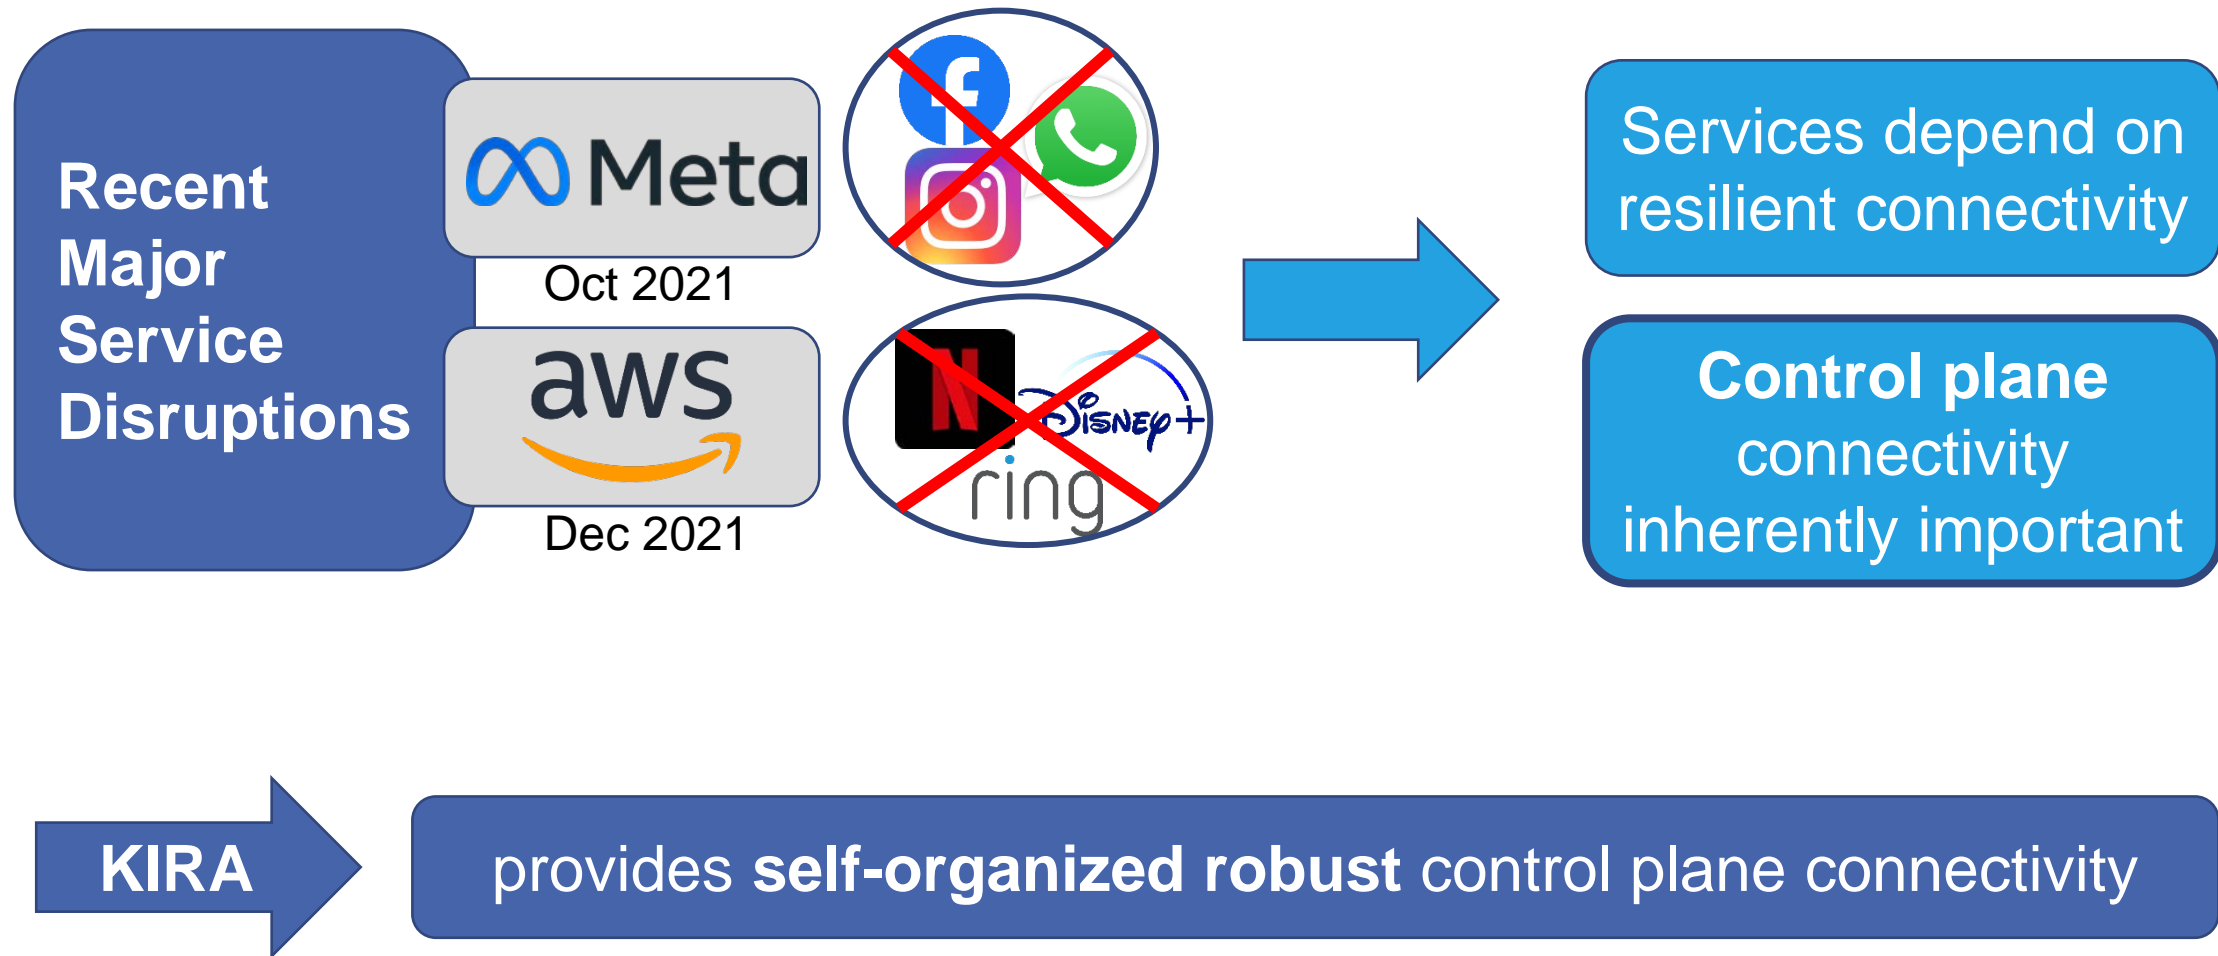 Recent
Major
Service
Disruptions
Meta
Oct 2021
aws
Dec 2021
N
Disney+
ring
Services depend on
resilient connectivity
Control plane
connectivity
inherently important
KIRA
provides self-organized robust control plane connectivity